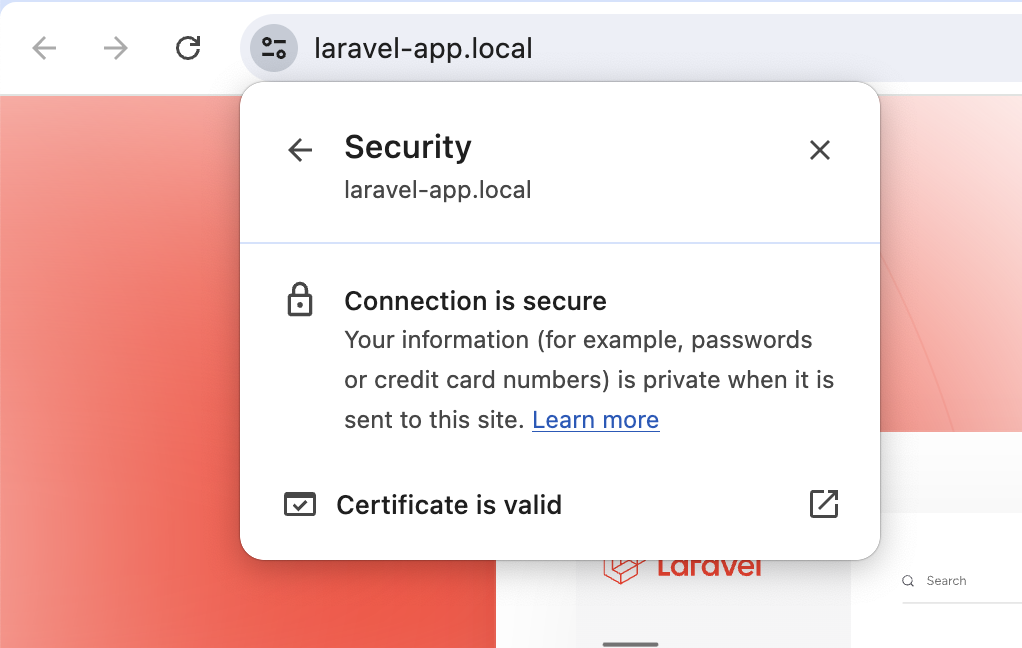 laravel-app.local
Security
laravel-app.local
Connection is secure
Your information (for example, passwords
or credit card numbers) is private when it is
sent to this site. Learn more
Certificate is valid
Laravel
Search